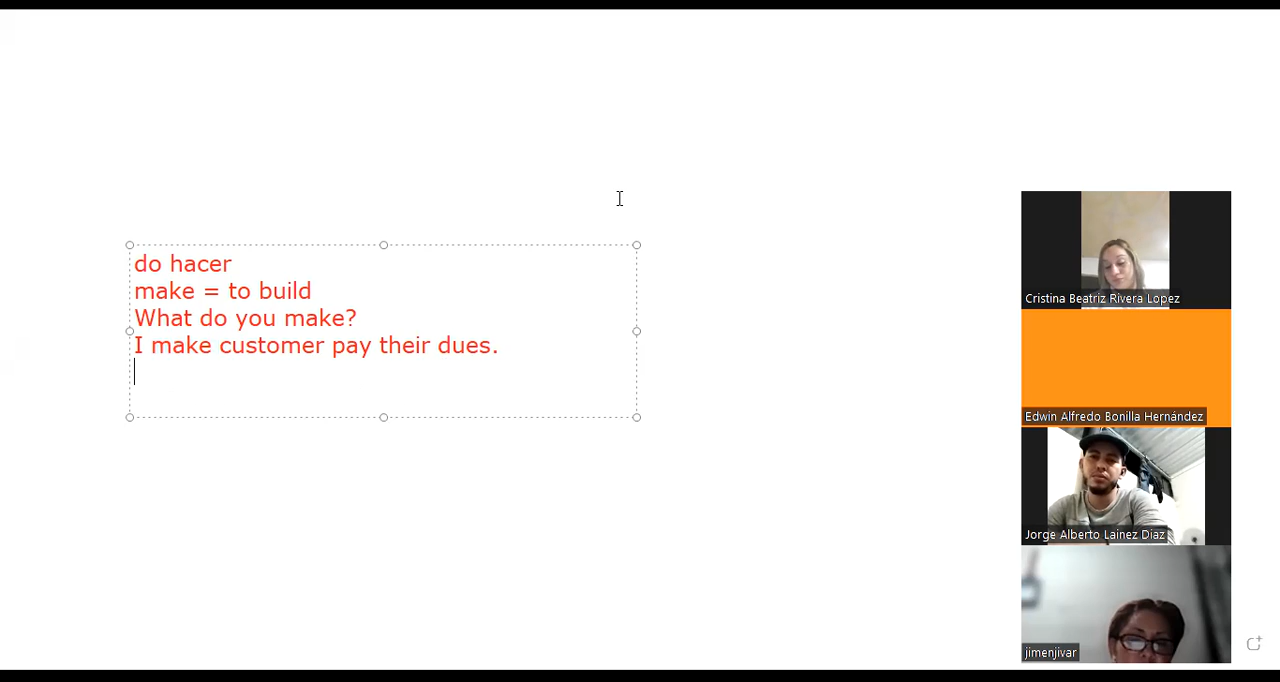 do hacer
make = to build
What do you make?
I make customer pay their dues.
Cristina Beatriz Rivera Lopez
Edwin Alfredo Bonilla Hernández
Jorge Alberto Lainez Diaz
jimenjivar